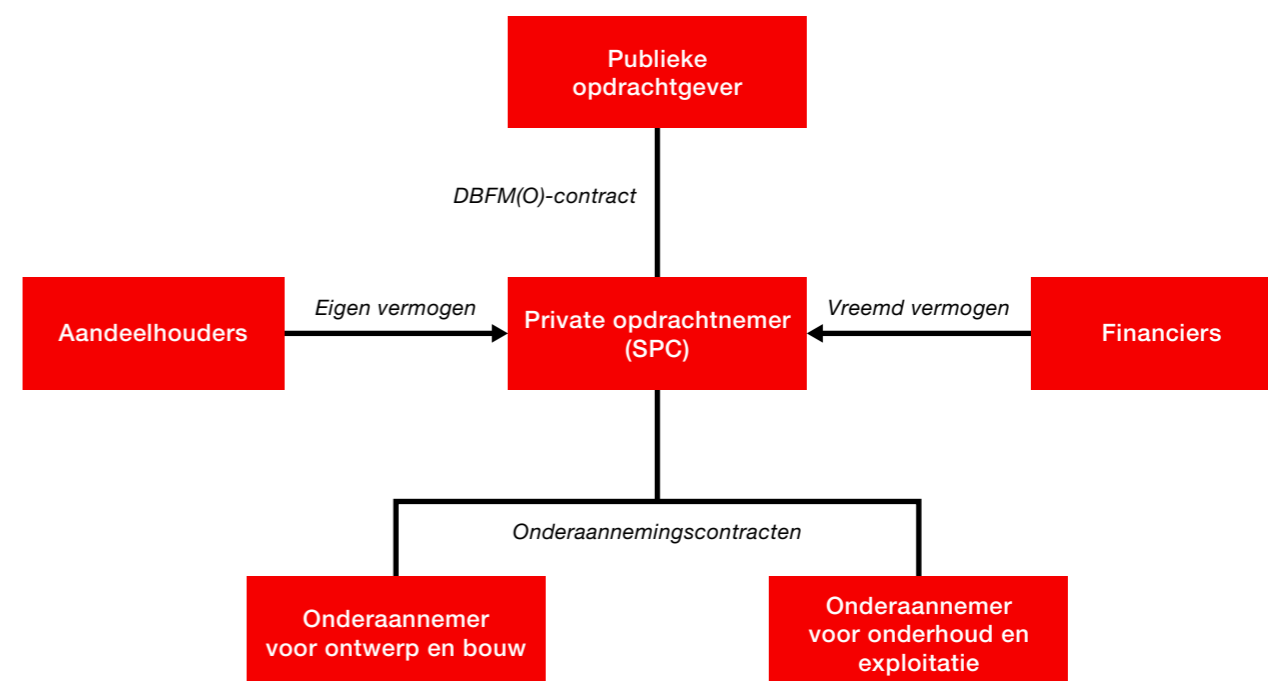 Publieke
opdrachtgever
DBFM(O)-contract
Aandeelhouders
Eigen vermogen
Private opdrachtnemer
(SPC)
Vreemd vermogen
Financiers
Onderaannemingscontracten
Onderaannemer
voor ontwerp en bouw
Onderaannemer
voor onderhoud en
exploitatie